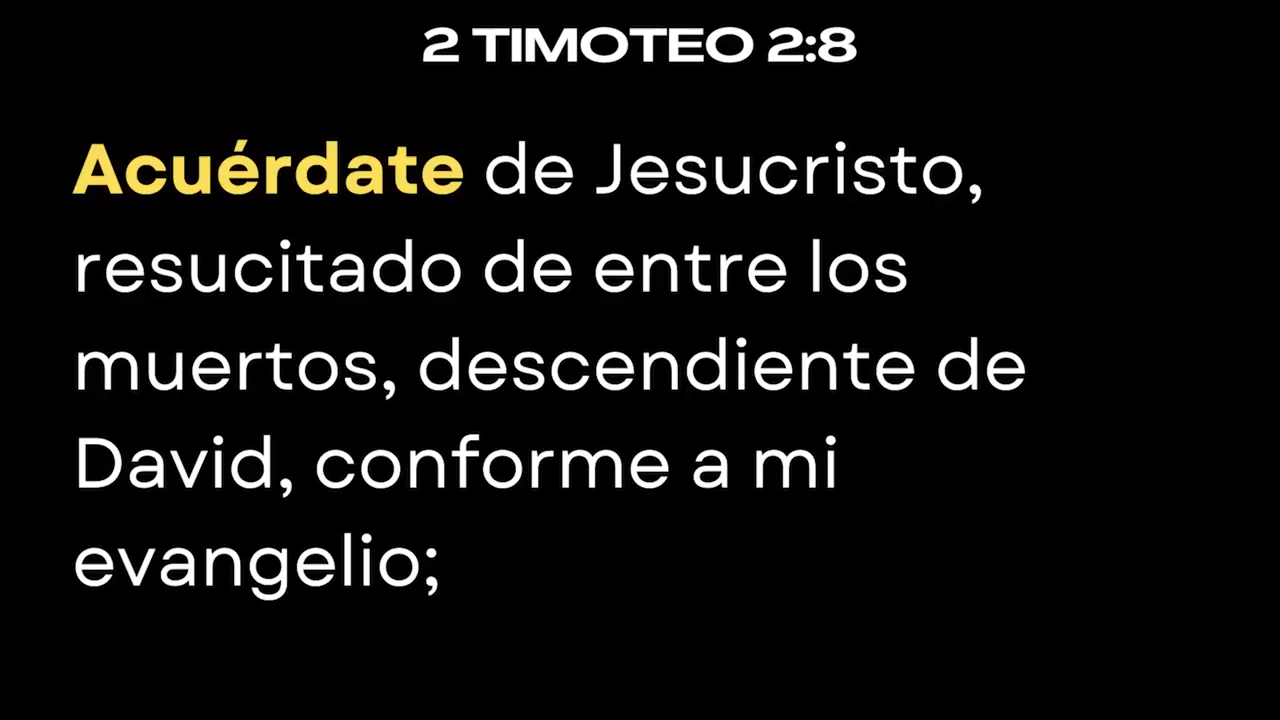 2 TIMOTEO 2:8
Acuérdate de Jesucristo,
resucitado de entre los
muertos, descendiente de
David, conforme a mi
evangelio;